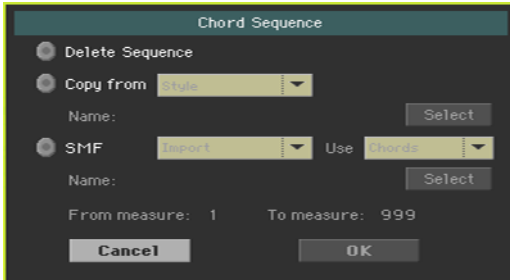 Chord Sequence
Delete Sequence
Copy from Style
Name: Select
SMF Import Use Chords
Name: Select
From measure: 1 To measure: 999
Cancel OK